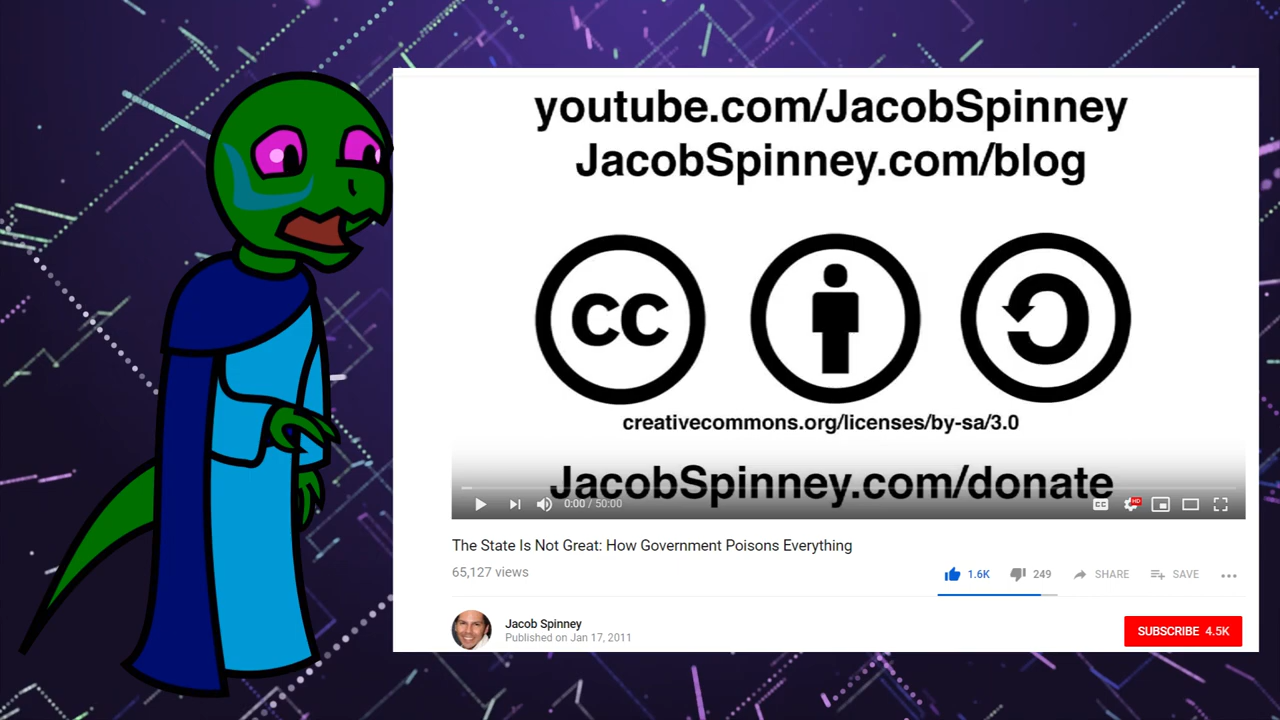 youtube.com/JacobSpinney
JacobSpinney.com/blog
cc
creativecommons.org/licenses/by-sa/3.0
JacobSpinney.com/donate
0:00 / 50:00
CC
HD
The State Is Not Great: How Government Poisons Everything
65,127 views
1.6K
249
SHARE
SAVE
Jacob Spinney
Published on Jan 17, 2011
SUBSCRIBE 4.5K